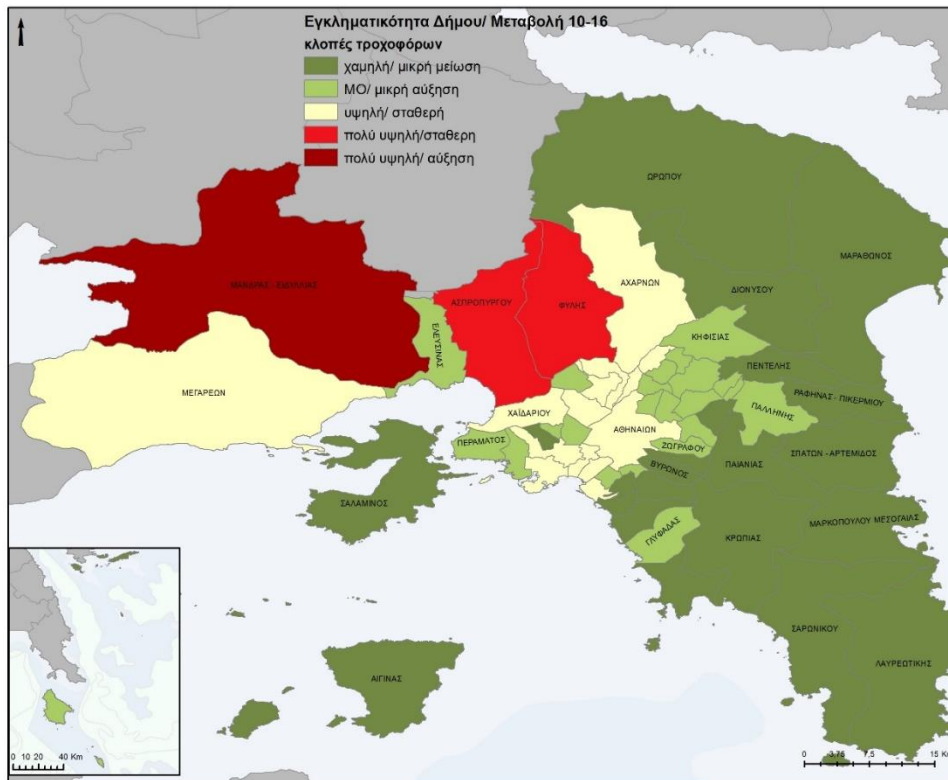 Εγκληματικότητα Δήμου/ Μεταβολή 10-16
κλοπές τροχοφόρων
χαμηλή/ μικρή μείωση
ΜΟ/ μικρή αύξηση
υψηλή/ σταθερή
πολύ υψηλή/σταθερη
πολύ υψηλή/ αύξηση
ΩΡΩΠΟΥ
ΜΑΡΑΘΩΝΟΣ
ΑΧΑΡΝΩΝ
ΔΙΟΝΥΣΟΥ
ΜΑΝΔΡΑΣ - ΕΙΔΥΛΛΙΑΣ
ΑΣΠΡΟΠΥΡΓΟΥ
ΦΥΛΗΣ
ΕΛΕΥΣΙΝΑΣ
ΚΗΦΙΣΙΑΣ
ΠΕΝΤΕΛΗΣ
ΜΕΓΑΡΕΩΝ
ΡΑΦΗΝΑΣ - ΠΙΚΕΡΜΙΟΥ
ΠΑΛΛΗΝΗΣ
ΧΑΪΔΑΡΙΟΥ
ΑΘΗΝΑΙΩΝ
ΠΕΡΑΜΑΤΟΣ
ΖΩΓΡΑΦΟΥ
ΣΠΑΤΩΝ - ΑΡΤΕΜΙΔΟΣ
ΒΥΡΩΝΟΣ
ΠΑΙΑΝΙΑΣ
ΣΑΛΑΜΙΝΟΣ
ΜΑΡΚΟΠΟΥΛΟΥ ΜΕΣΟΓΑΙΑΣ
ΓΛΥΦΑΔΑΣ
ΚΡΩΠΙΑΣ
ΣΑΡΩΝΙΚΟΥ
ΛΑΥΡΕΩΤΙΚΗΣ
ΑΙΓΙΝΑΣ
0 10 20 40 Km
0 3,75 7,5 15